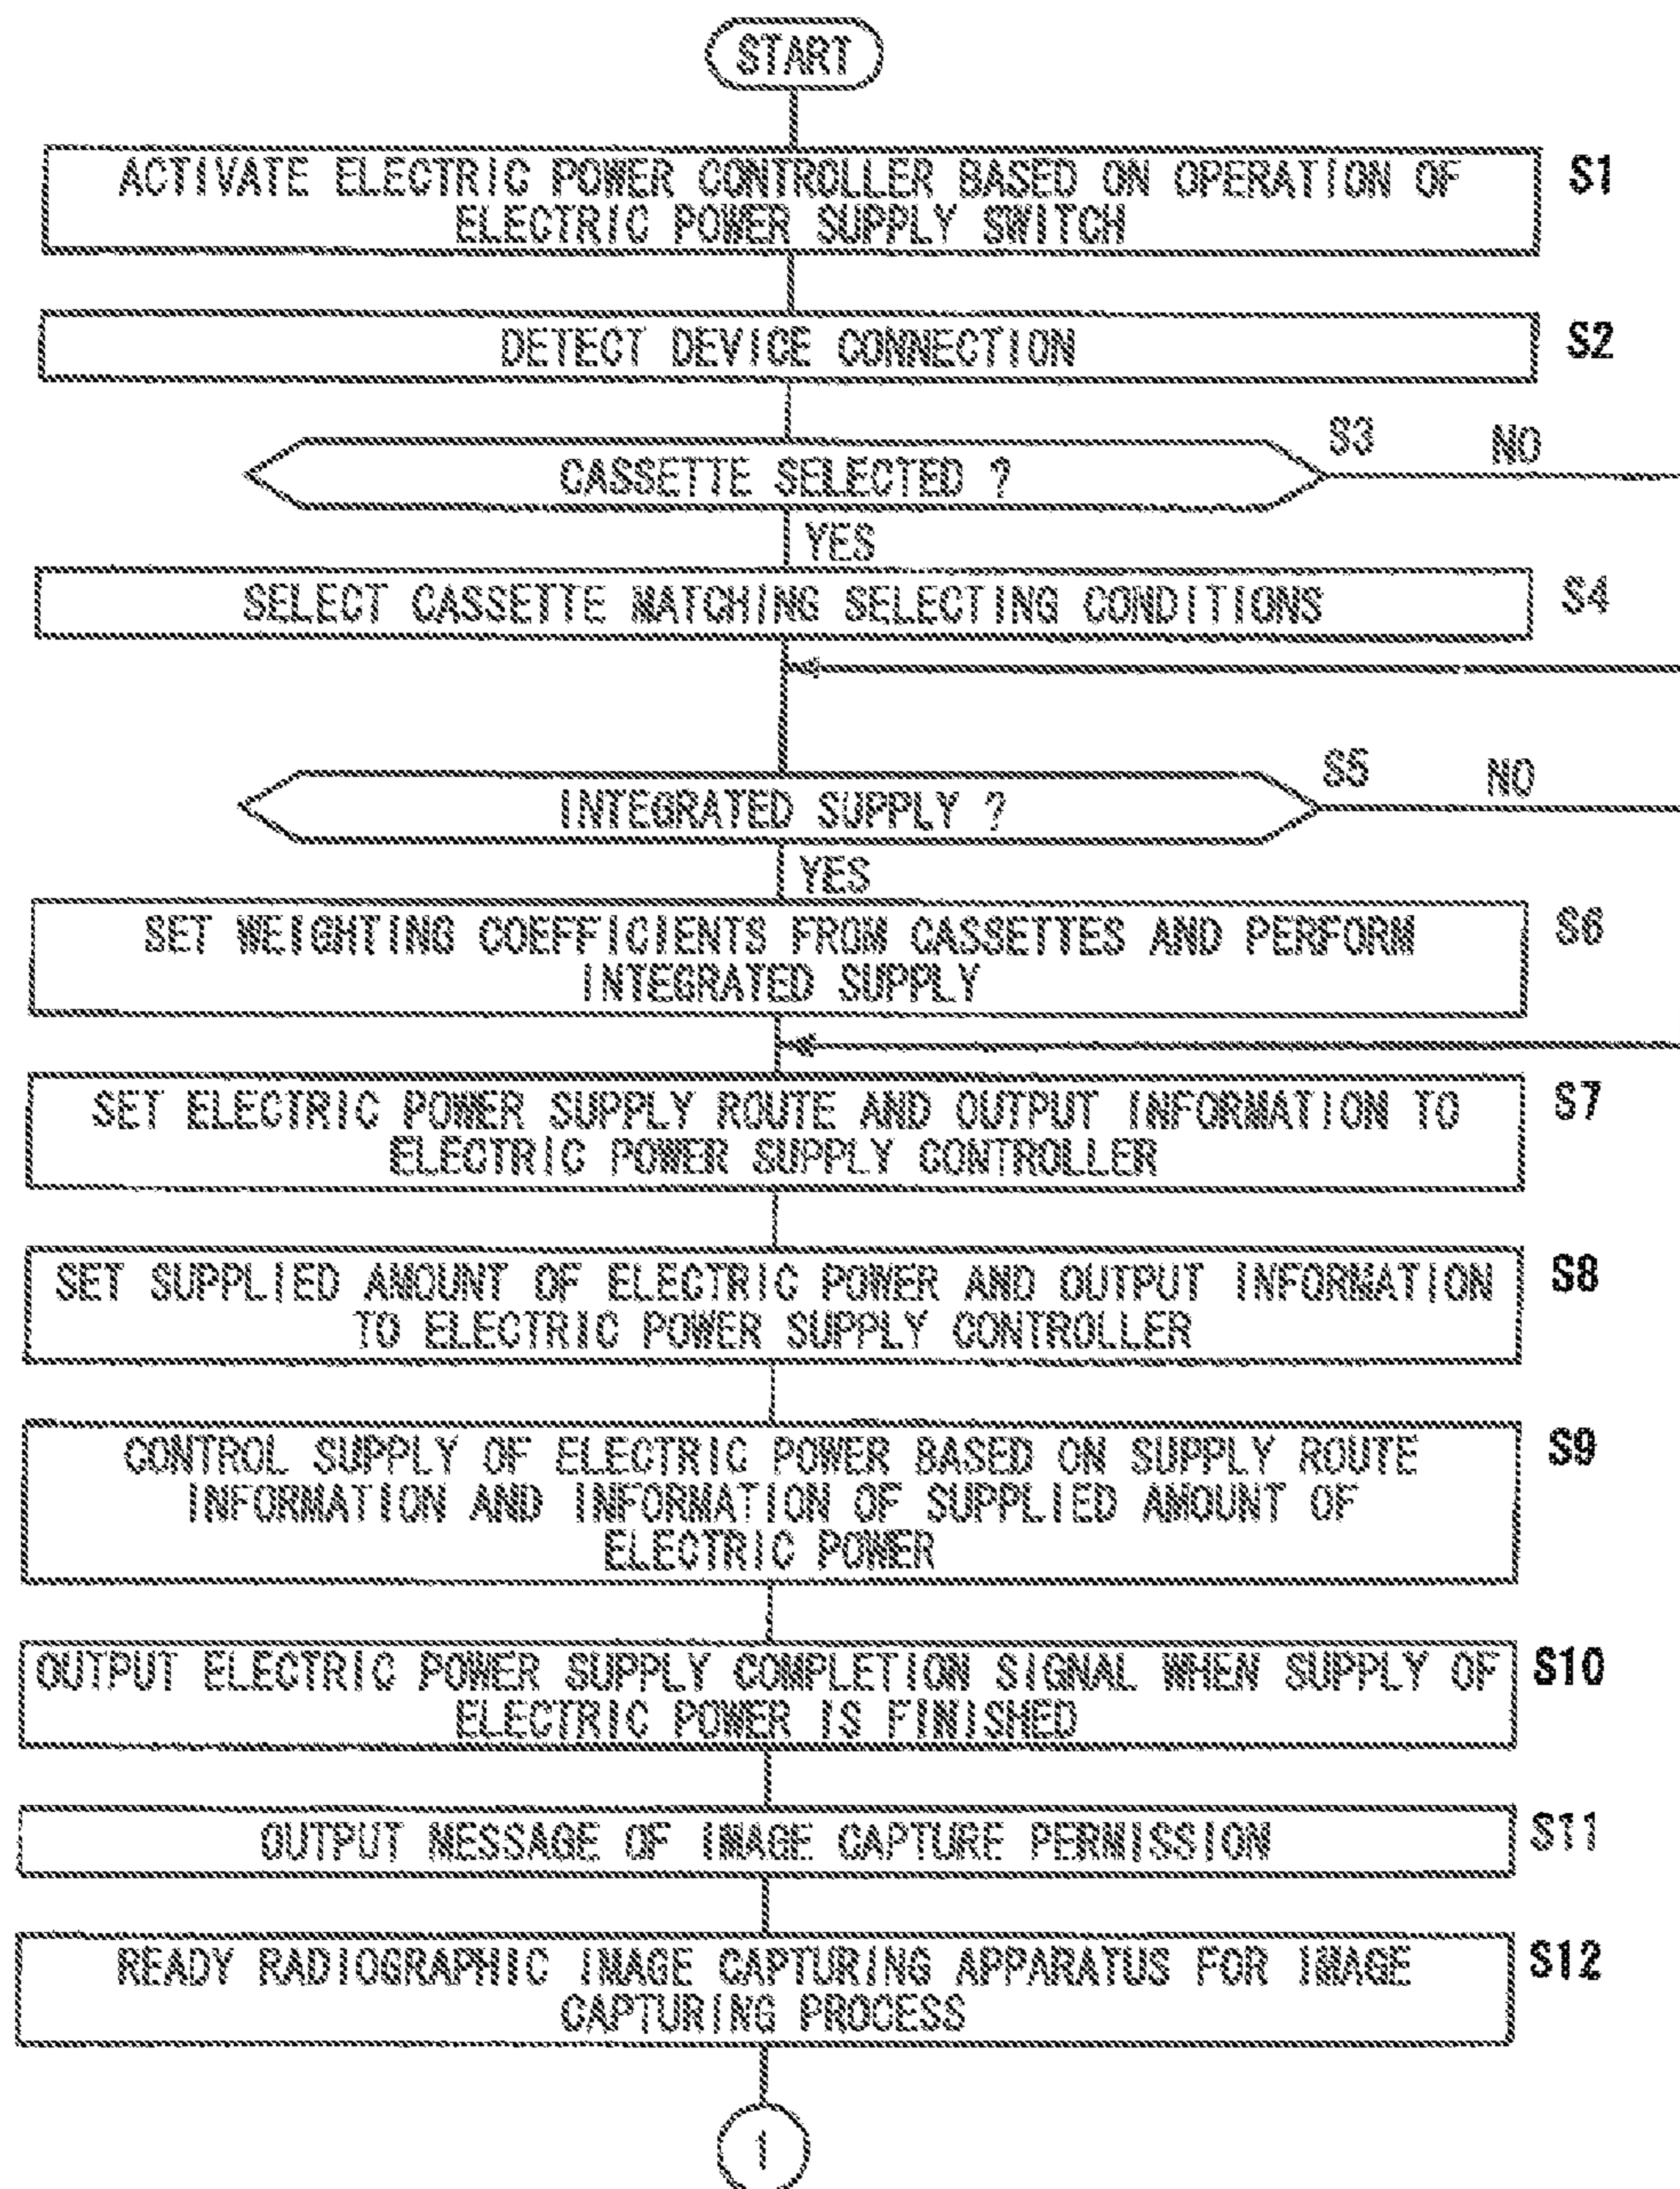 START
ACTIVATE ELECTRIC POWER CONTROLLER BASED ON OPERATION OF
ELECTRIC POWER SUPPLY SWITCH
S1
DETECT DEVICE CONNECTION
S2
CASSETTE SELECTED ?
S3
NO
YES
SELECT CASSETTE MATCHING SELECTING CONDITIONS
S4
INTEGRATED SUPPLY ?
S5
NO
YES
SET WEIGHTING COEFFICIENTS FROM CASSETTES AND PERFORM
INTEGRATED SUPPLY
S6
SET ELECTRIC POWER SUPPLY ROUTE AND OUTPUT INFORMATION TO
ELECTRIC POWER SUPPLY CONTROLLER
S7
SET SUPPLIED AMOUNT OF ELECTRIC POWER AND OUTPUT INFORMATION
TO ELECTRIC POWER SUPPLY CONTROLLER
S8
CONTROL SUPPLY OF ELECTRIC POWER BASED ON SUPPLY ROUTE
INFORMATION AND INFORMATION OF SUPPLIED AMOUNT OF
ELECTRIC POWER
S9
OUTPUT ELECTRIC POWER SUPPLY COMPLETION SIGNAL WHEN SUPPLY OF
ELECTRIC POWER IS FINISHED
S10
OUTPUT MESSAGE OF IMAGE CAPTURE PERMISSION
S11
READY RADIOGRAPHIC IMAGE CAPTURING APPARATUS FOR IMAGE
CAPTURING PROCESS
S12
1